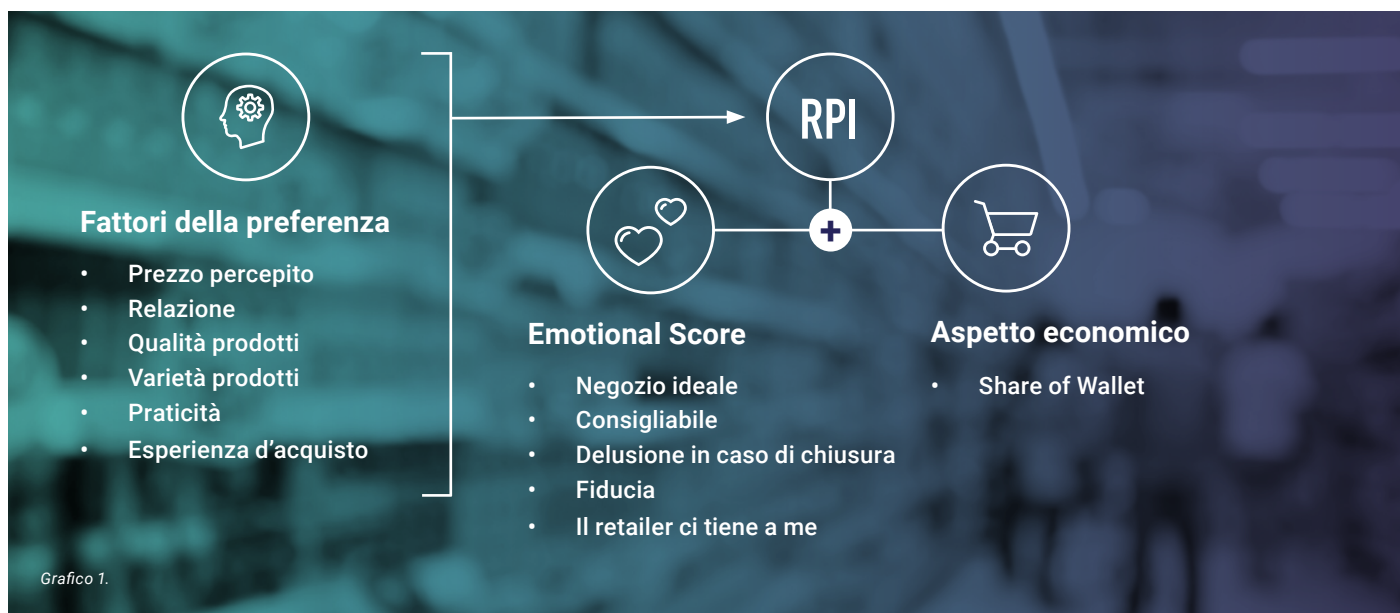 RPI
Fattori della preferenza
• Prezzo percepito
• Relazione
• Qualità prodotti
• Varietà prodotti
• Praticità
• Esperienza d’acquisto
Emotional Score
• Negozio ideale
• Consigliabile
• Delusione in caso di chiusura
• Fiducia
• Il retailer ci tiene a me
Aspetto economico
• Share of Wallet
Grafico 1.